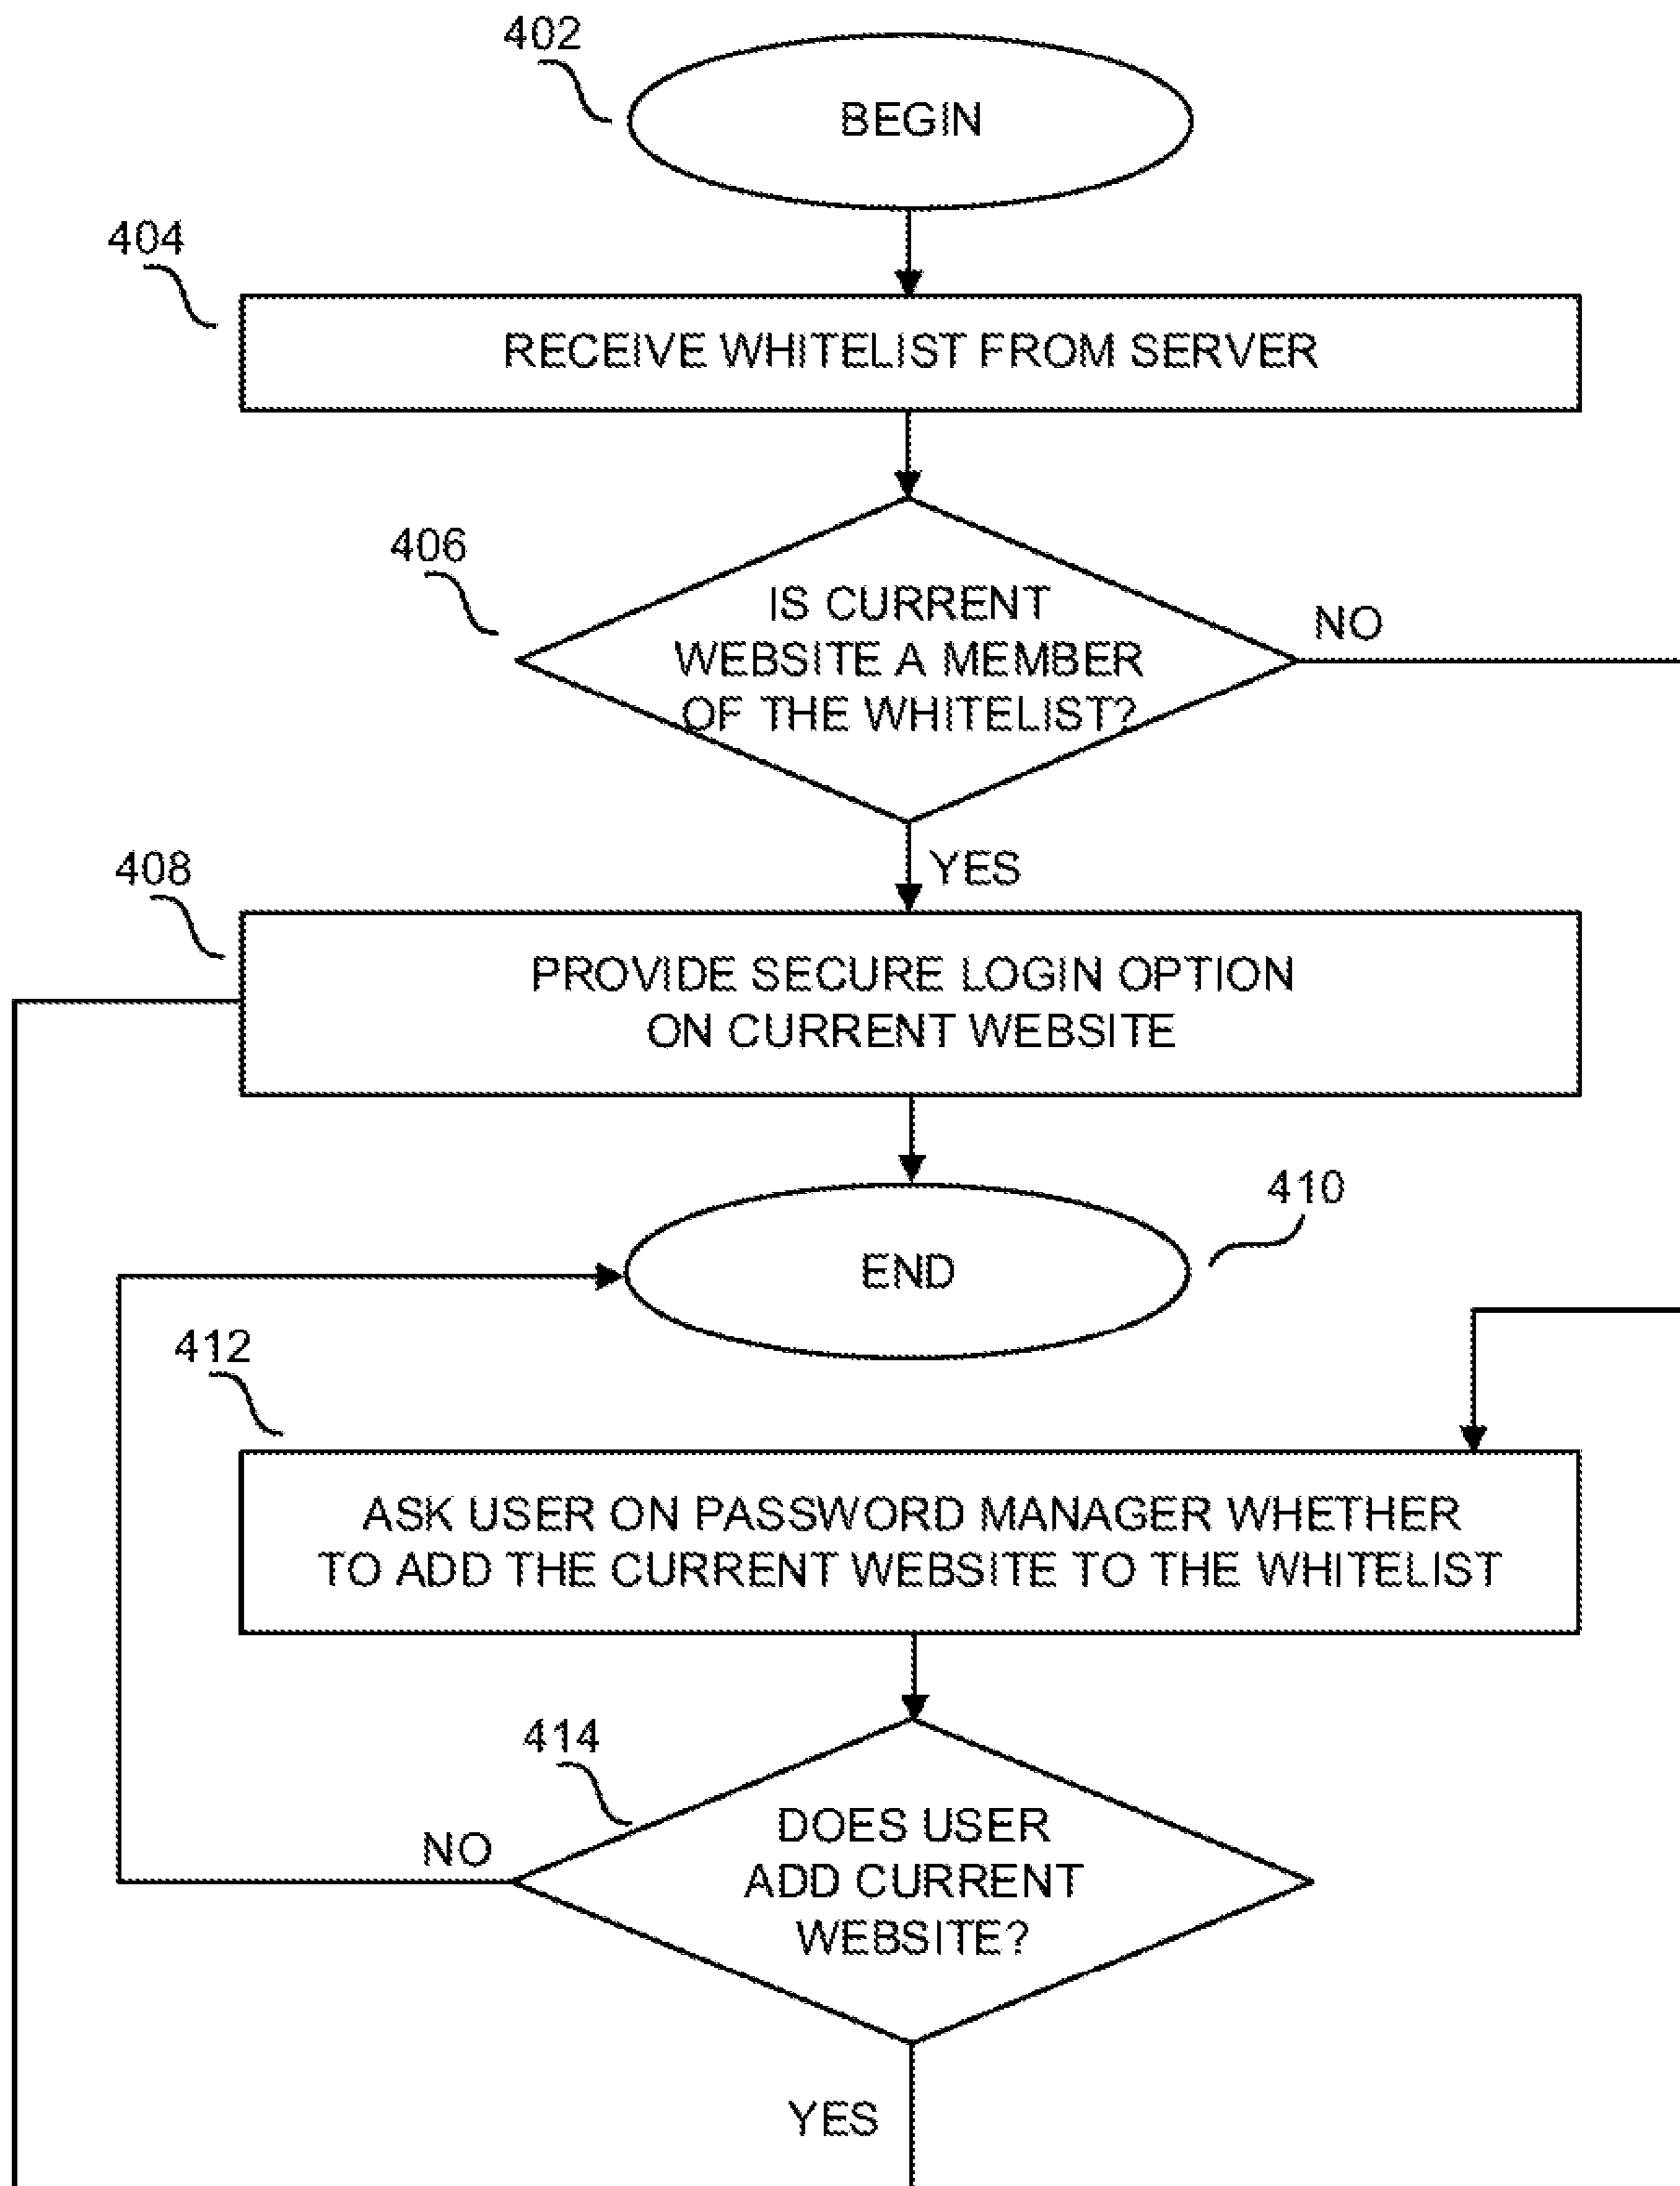 402
BEGIN
404
RECEIVE WHITELIST FROM SERVER
406
IS CURRENT
WEBSITE A MEMBER
OF THE WHITELIST?
NO
YES
408
PROVIDE SECURE LOGIN OPTION
ON CURRENT WEBSITE
410
END
412
ASK USER ON PASSWORD MANAGER WHETHER
TO ADD THE CURRENT WEBSITE TO THE WHITELIST
414
DOES USER
ADD CURRENT
WEBSITE?
NO
YES